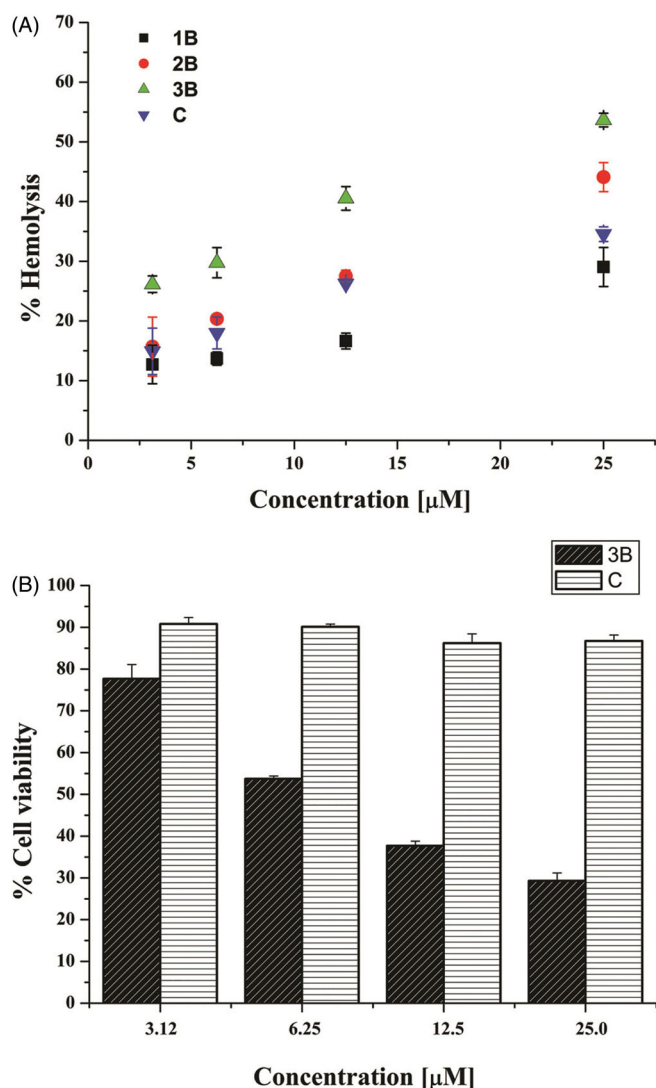 (A)
70
60
50
40
30
20
10
0
% Hemolysis
1B
2B
3B
C
0 5 10 15 20 25
Concentration [µM]
(B)
3B
C
100
90
80
70
60
50
40
30
20
10
0
% Cell viability
3.12 6.25 12.5 25.0
Concentration [µM]